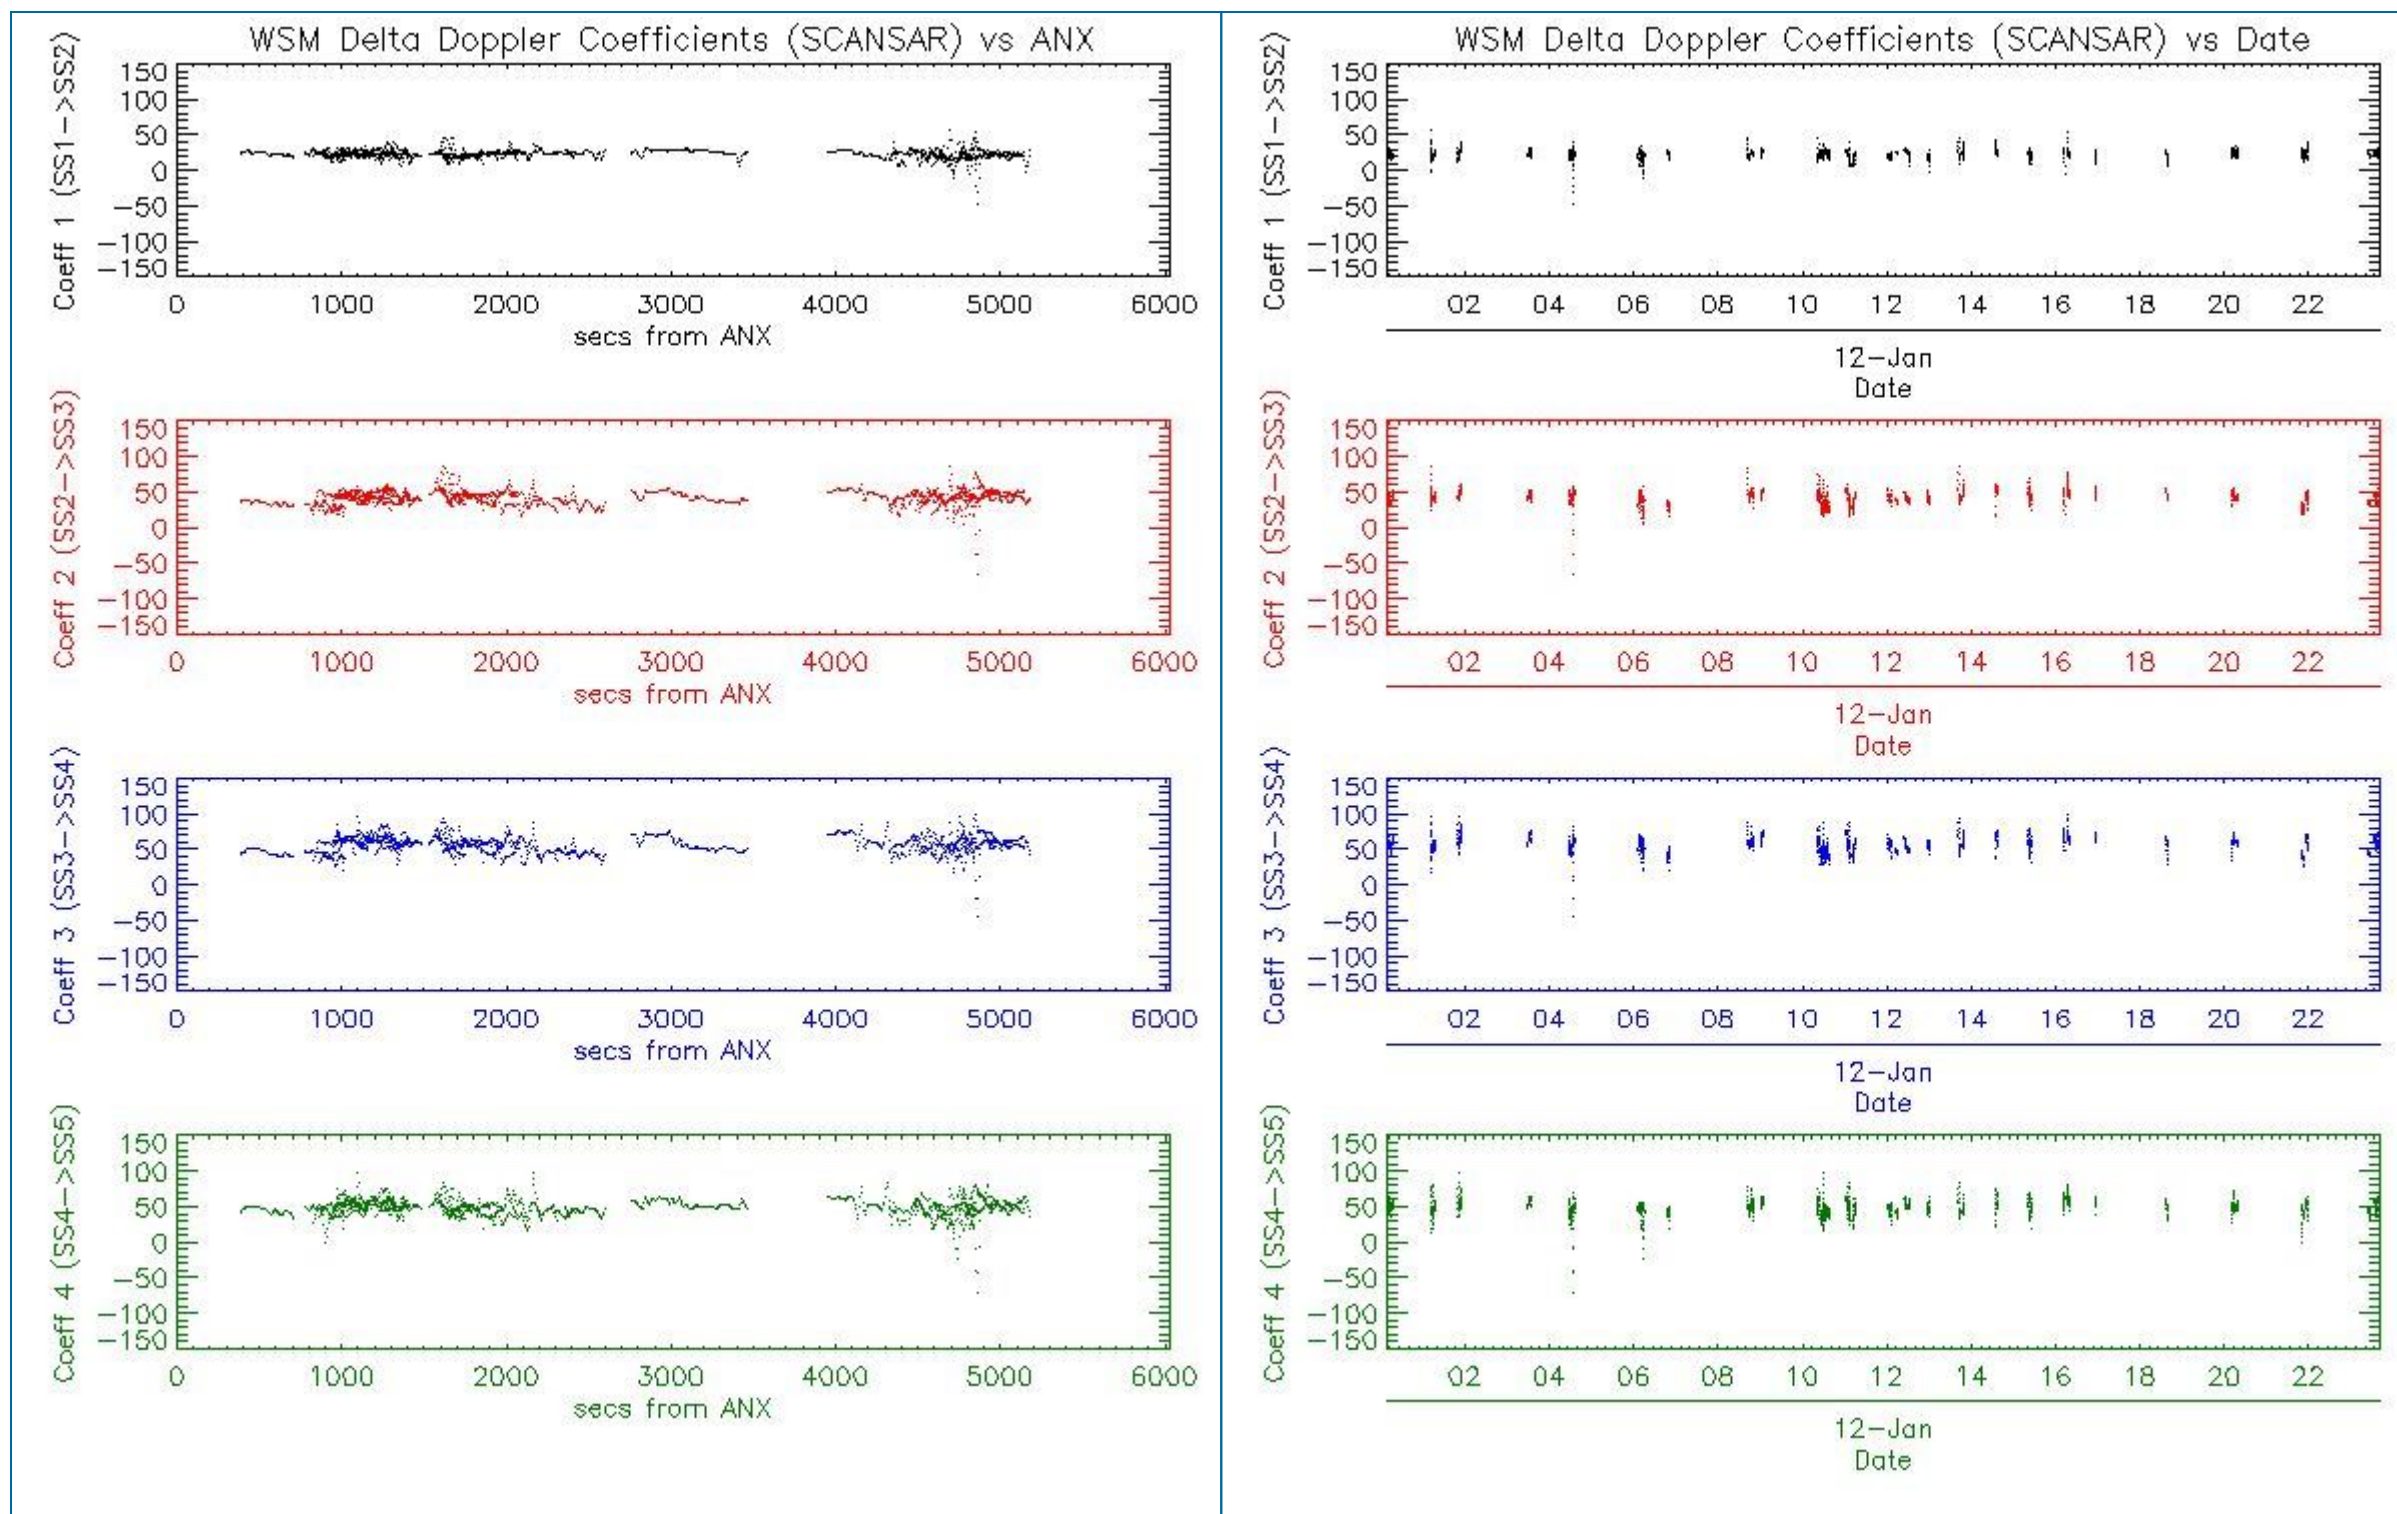 WSM Delta Doppler Coefficients (SCANSAR) vs ANX
Coeff 1 (SS1->SS2)
150
100
50
0
-50
-100
-150
0 1000 2000 3000 4000 5000 6000
secs from ANX
Coeff 2 (SS2->SS3)
150
100
50
0
-50
-100
-150
0 1000 2000 3000 4000 5000 6000
secs from ANX
Coeff 3 (SS3->SS4)
150
100
50
0
-50
-100
-150
0 1000 2000 3000 4000 5000 6000
secs from ANX
Coeff 4 (SS4->SS5)
150
100
50
0
-50
-100
-150
0 1000 2000 3000 4000 5000 6000
secs from ANX
WSM Delta Doppler Coefficients (SCANSAR) vs Date
Coeff 1 (SS1->SS2)
150
100
50
0
-50
-100
-150
02 04 06 08 10 12 14 16 18 20 22
12-Jan
Date
Coeff 2 (SS2->SS3)
150
100
50
0
-50
-100
-150
02 04 06 08 10 12 14 16 18 20 22
12-Jan
Date
Coeff 3 (SS3->SS4)
150
100
50
0
-50
-100
-150
02 04 06 08 10 12 14 16 18 20 22
12-Jan
Date
Coeff 4 (SS4->SS5)
150
100
50
0
-50
-100
-150
02 04 06 08 10 12 14 16 18 20 22
12-Jan
Date